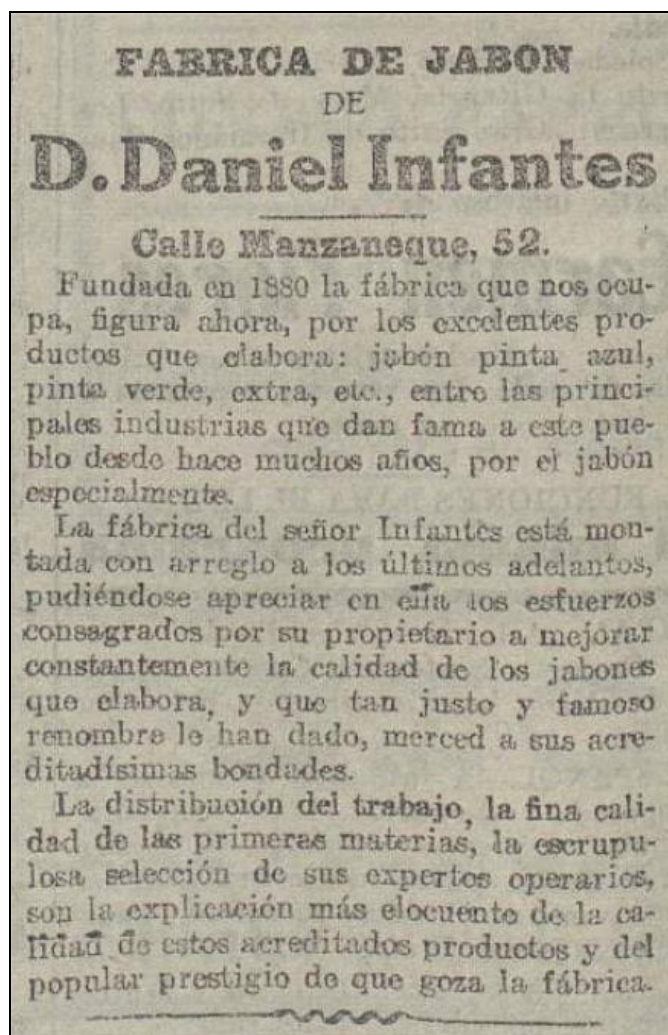 FABRICA DE JABON
DE
D. Daniel Infantes
Calle Manzaneque, 52.
Fundada en 1880 la fábrica que nos ocu-
pa, figura ahora, por los excelentes pro-
ductos que elabora: jabón pinta azul,
pinta verde, extra, etc., entre las princi-
pales industrias que dan fama a este pue-
blo desde hace muchos años, por el jabón
especialmente.
La fábrica del señor Infantes está mon-
tada con arreglo a los últimos adelantos,
pudiéndose apreciar en ella los esfuerzos
consagrados por su propietario a mejorar
constantemente la calidad de los jabones
que elabora, y que tan justo y famoso
renombre le han dado, merced a sus acre-
ditadísimas bondades.
La distribución del trabajo, la fina cali-
dad de las primeras materias, la escrupu-
losa selección de sus expertos operarios,
son la explicación más elocuente de la ca-
lidad de estos acreditados productos y del
popular prestigio de que goza la fábrica.